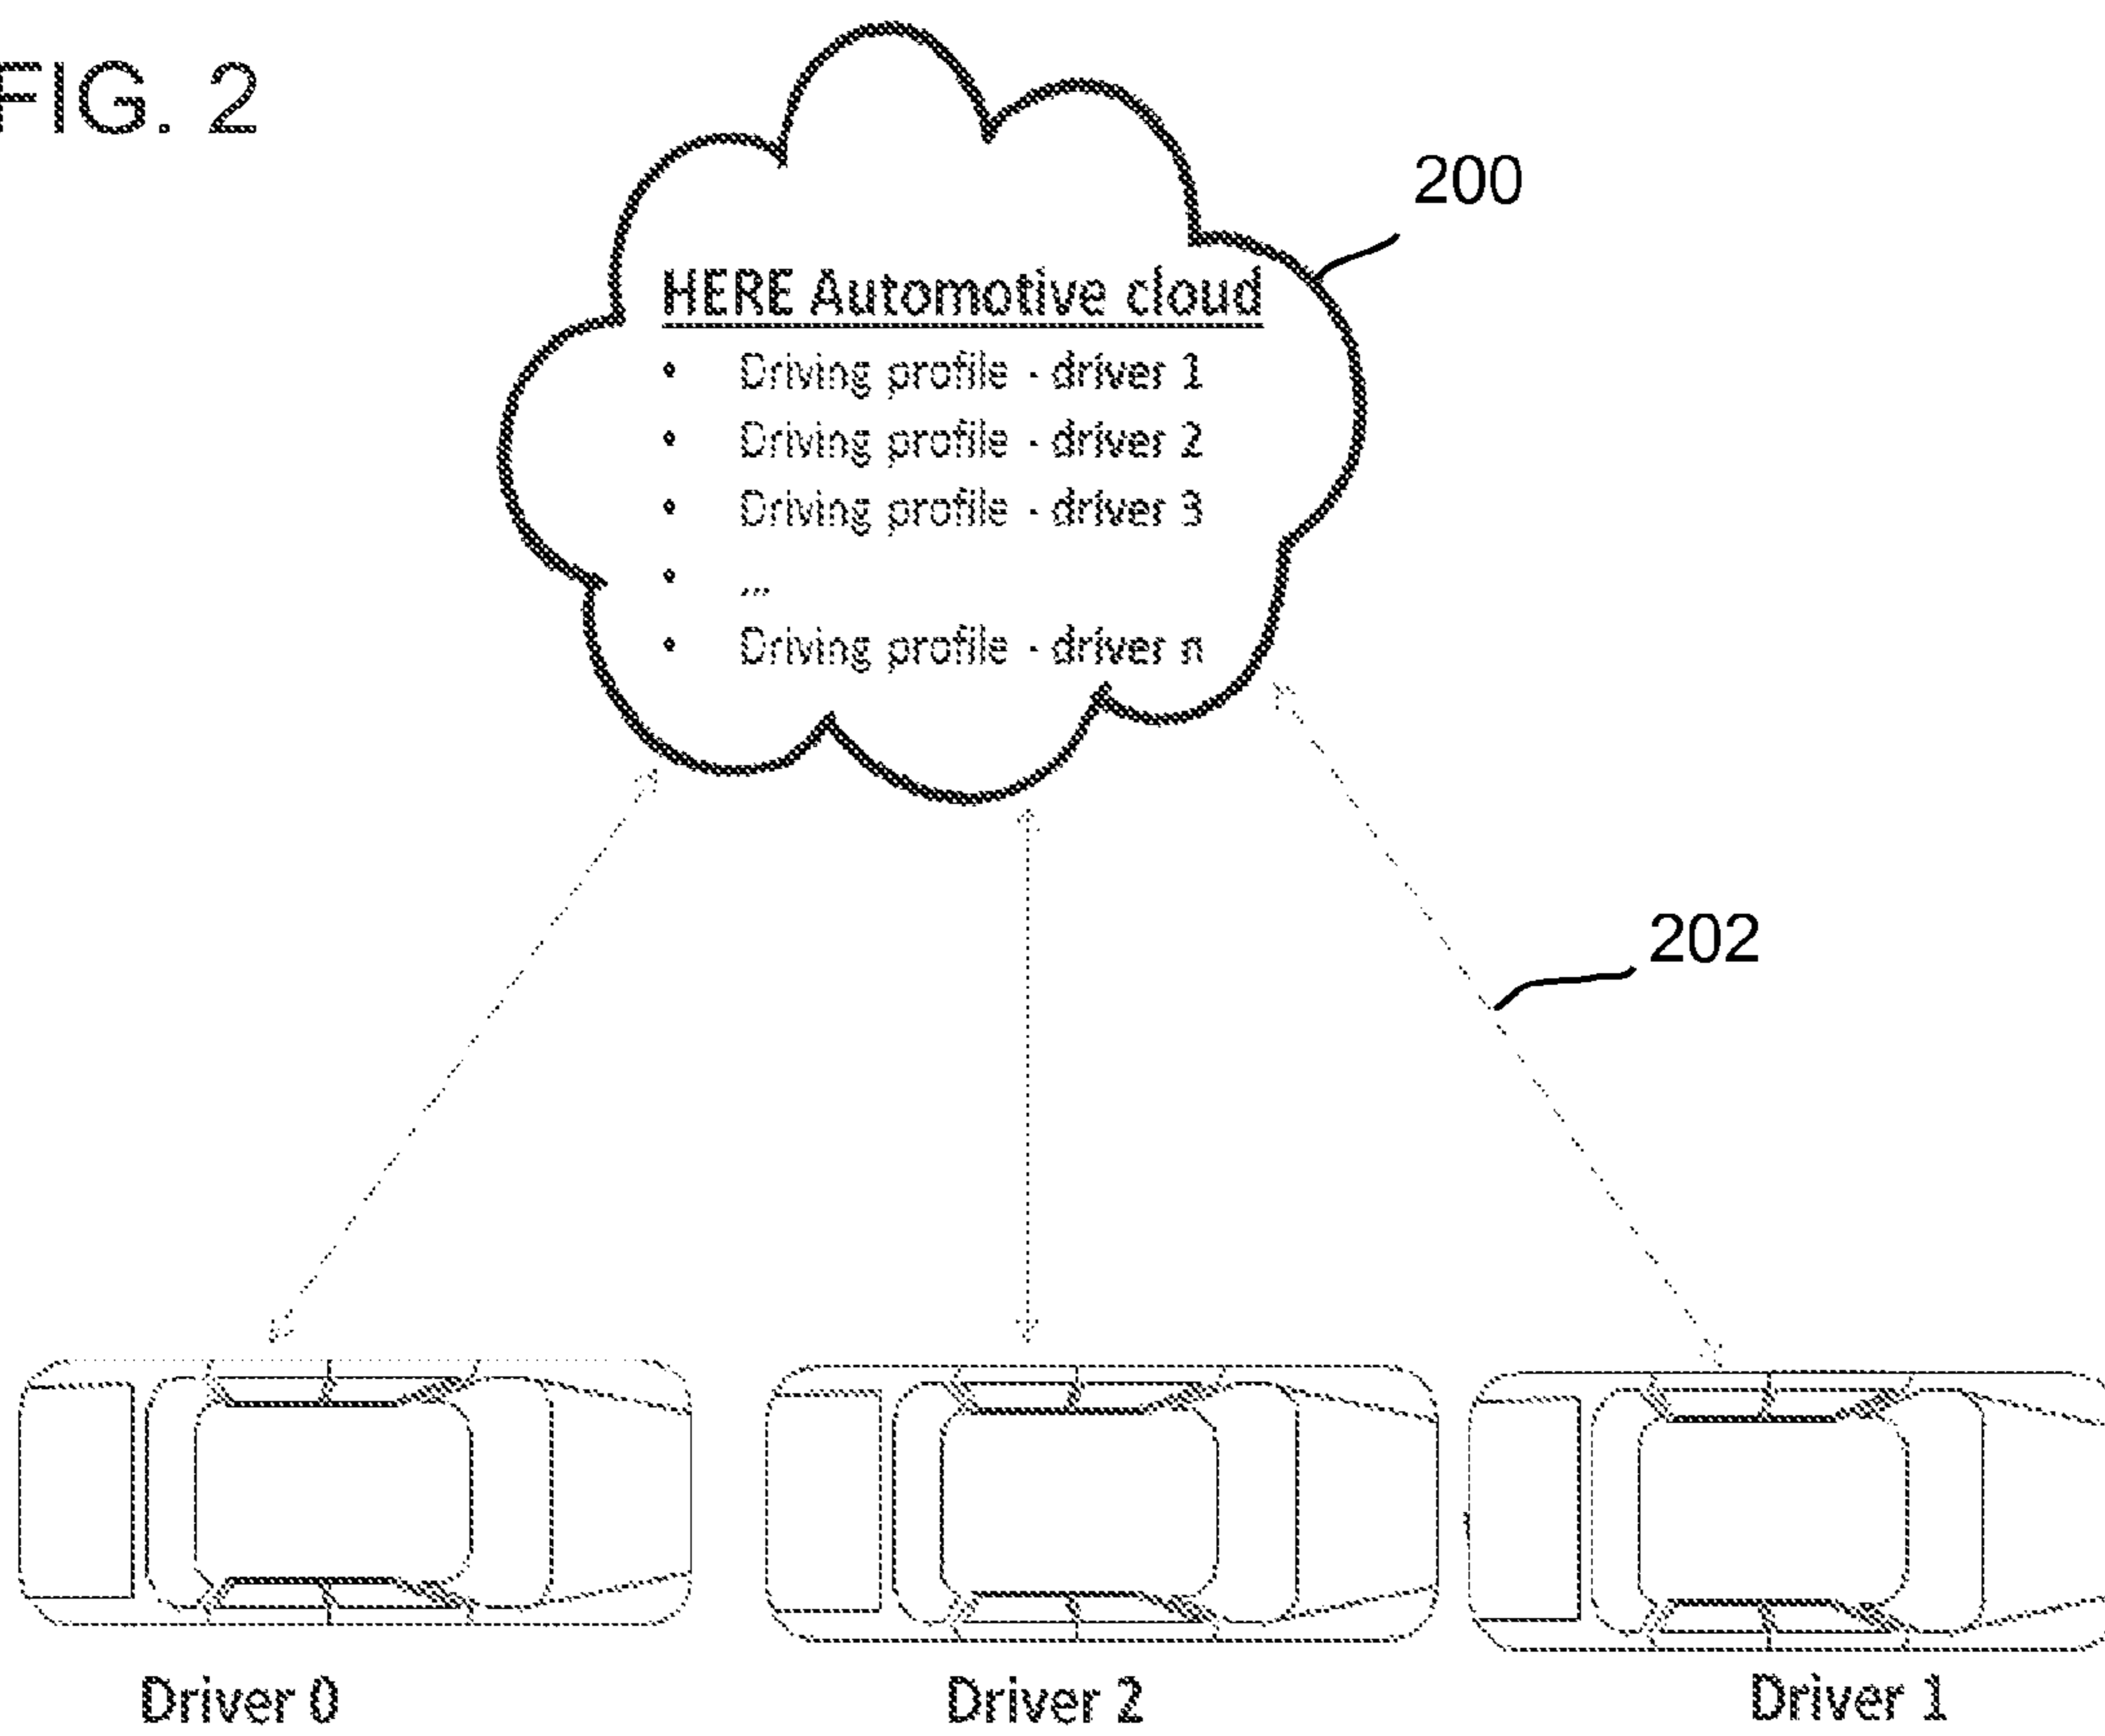 FIG. 2
200
HERE Automotive cloud
• Driving profile - driver 1
• Driving profile - driver 2
• Driving profile - driver 3
• ...
• Driving profile - driver n
202
Driver 0
Driver 2
Driver 1